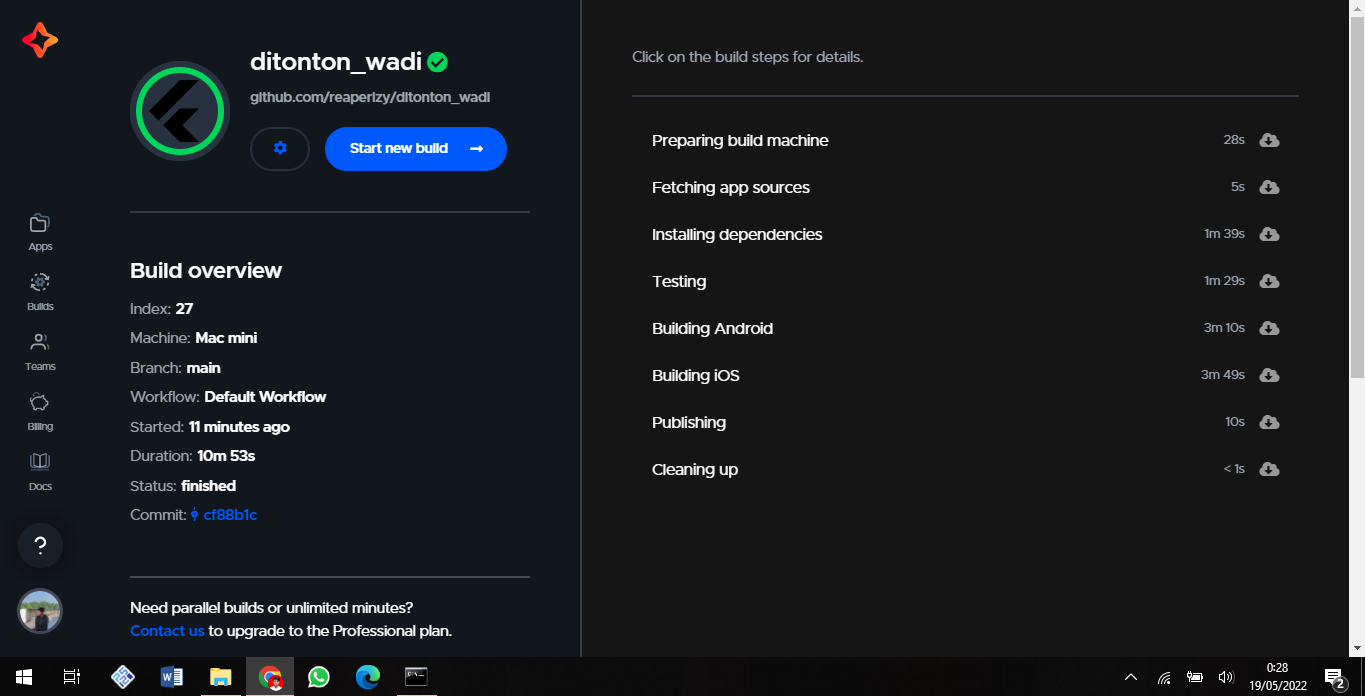 ditonton_wadi
github.com/reaperlzy/ditonton_wadi
Start new build
Apps
Builds
Teams
Billing
Docs
?
Build overview
Index: 27
Machine: Mac mini
Branch: main
Workflow: Default Workflow
Started: 11 minutes ago
Duration: 10m 53s
Status: finished
Commit: cf88b1c
Need parallel builds or unlimited minutes?
Contact us to upgrade to the Professional plan.
Click on the build steps for details.
Preparing build machine 28s
Fetching app sources 5s
Installing dependencies 1m 39s
Testing 1m 29s
Building Android 3m 10s
Building iOS 3m 49s
Publishing 10s
Cleaning up < 1s
0:28
19/05/2022
2